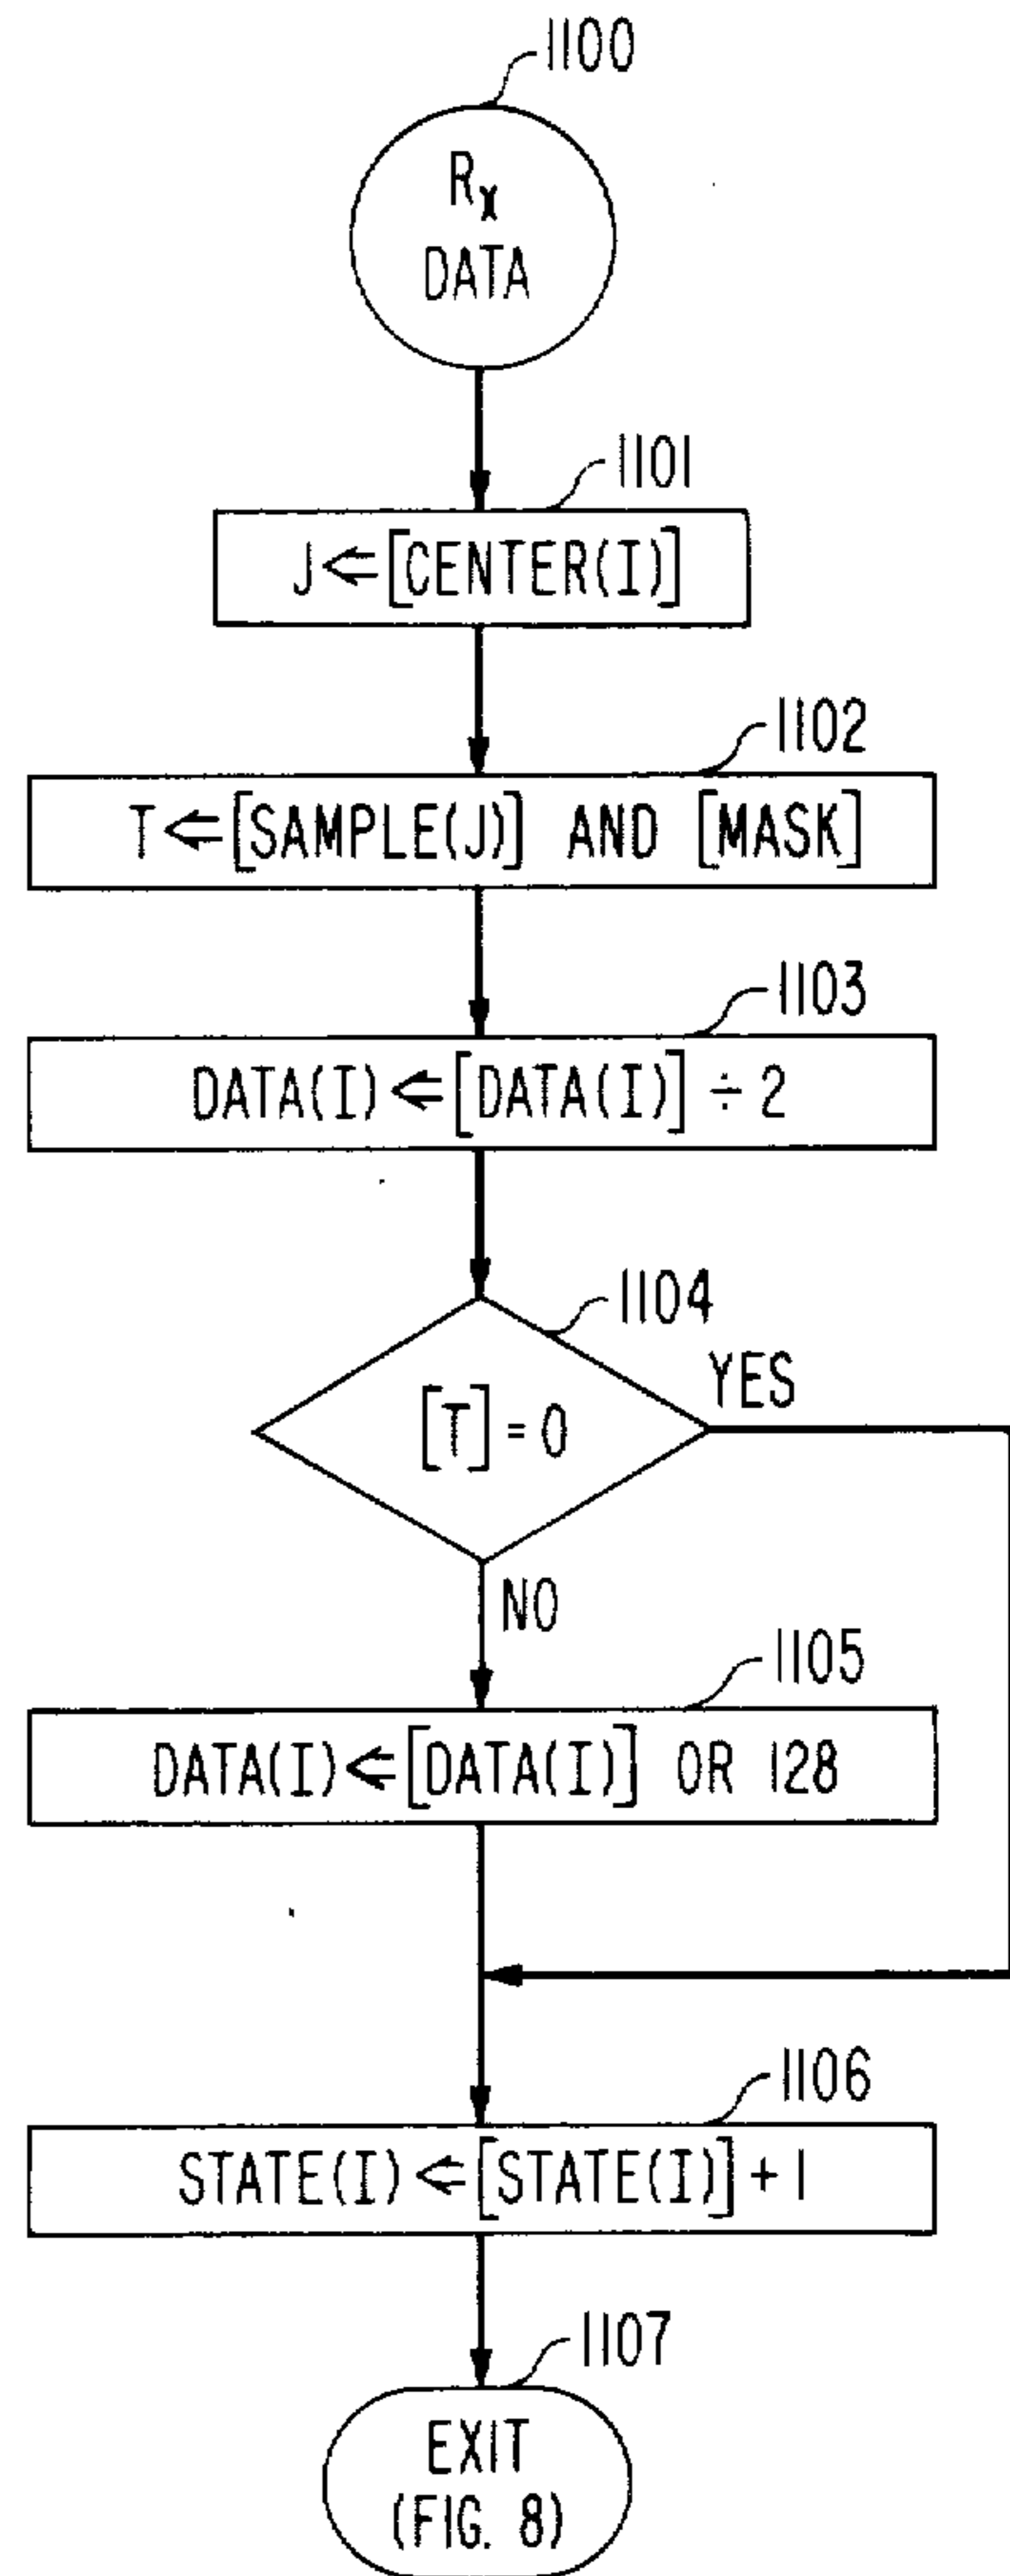 1100
Rx
DATA
1101
J⇐[CENTER(I)]
1102
T⇐[SAMPLE(J)] AND [MASK]
1103
DATA(I)⇐[DATA(I)] ÷ 2
1104
[T] = 0
YES
NO
1105
DATA(I)⇐[DATA(I)] OR 128
1106
STATE(I)⇐[STATE(I)] + 1
1107
EXIT
(FIG. 8)